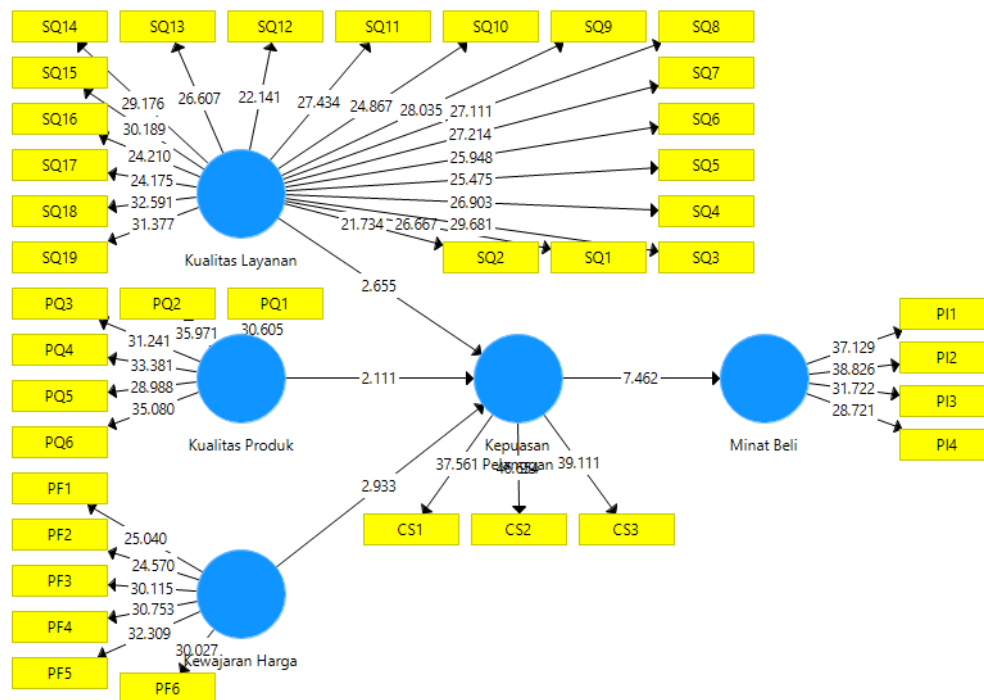 SQ14 SQ13 SQ12 SQ11 SQ10 SQ9 SQ8
SQ15 SQ7
29.176 26.607 22.141 27.434 24.867 28.035 27.111
SQ16 30.189 27.214 SQ6
24.210 25.948
SQ17 24.175 25.475 SQ5
SQ18 32.591 26.903 SQ4
31.377 21.734 26.667 29.681
SQ19 Kualitas Layanan SQ2 SQ1 SQ3
2.655
PQ3 PQ2 PQ1
35.971 30.605 PI1
31.241 37.129
PQ4 33.381 38.826 PI2
28.988 2.111 7.462 31.722
PQ5 35.080 28.721 PI3
PQ6 Kualitas Produk Kepuasan Minat Beli PI4
37.561 39.111
PF1 2.933
PF2 25.040 CS1 CS2 CS3
24.570
PF3 30.115
30.753
PF4 32.309
30.027
PF5 Kewajaran Harga
PF6